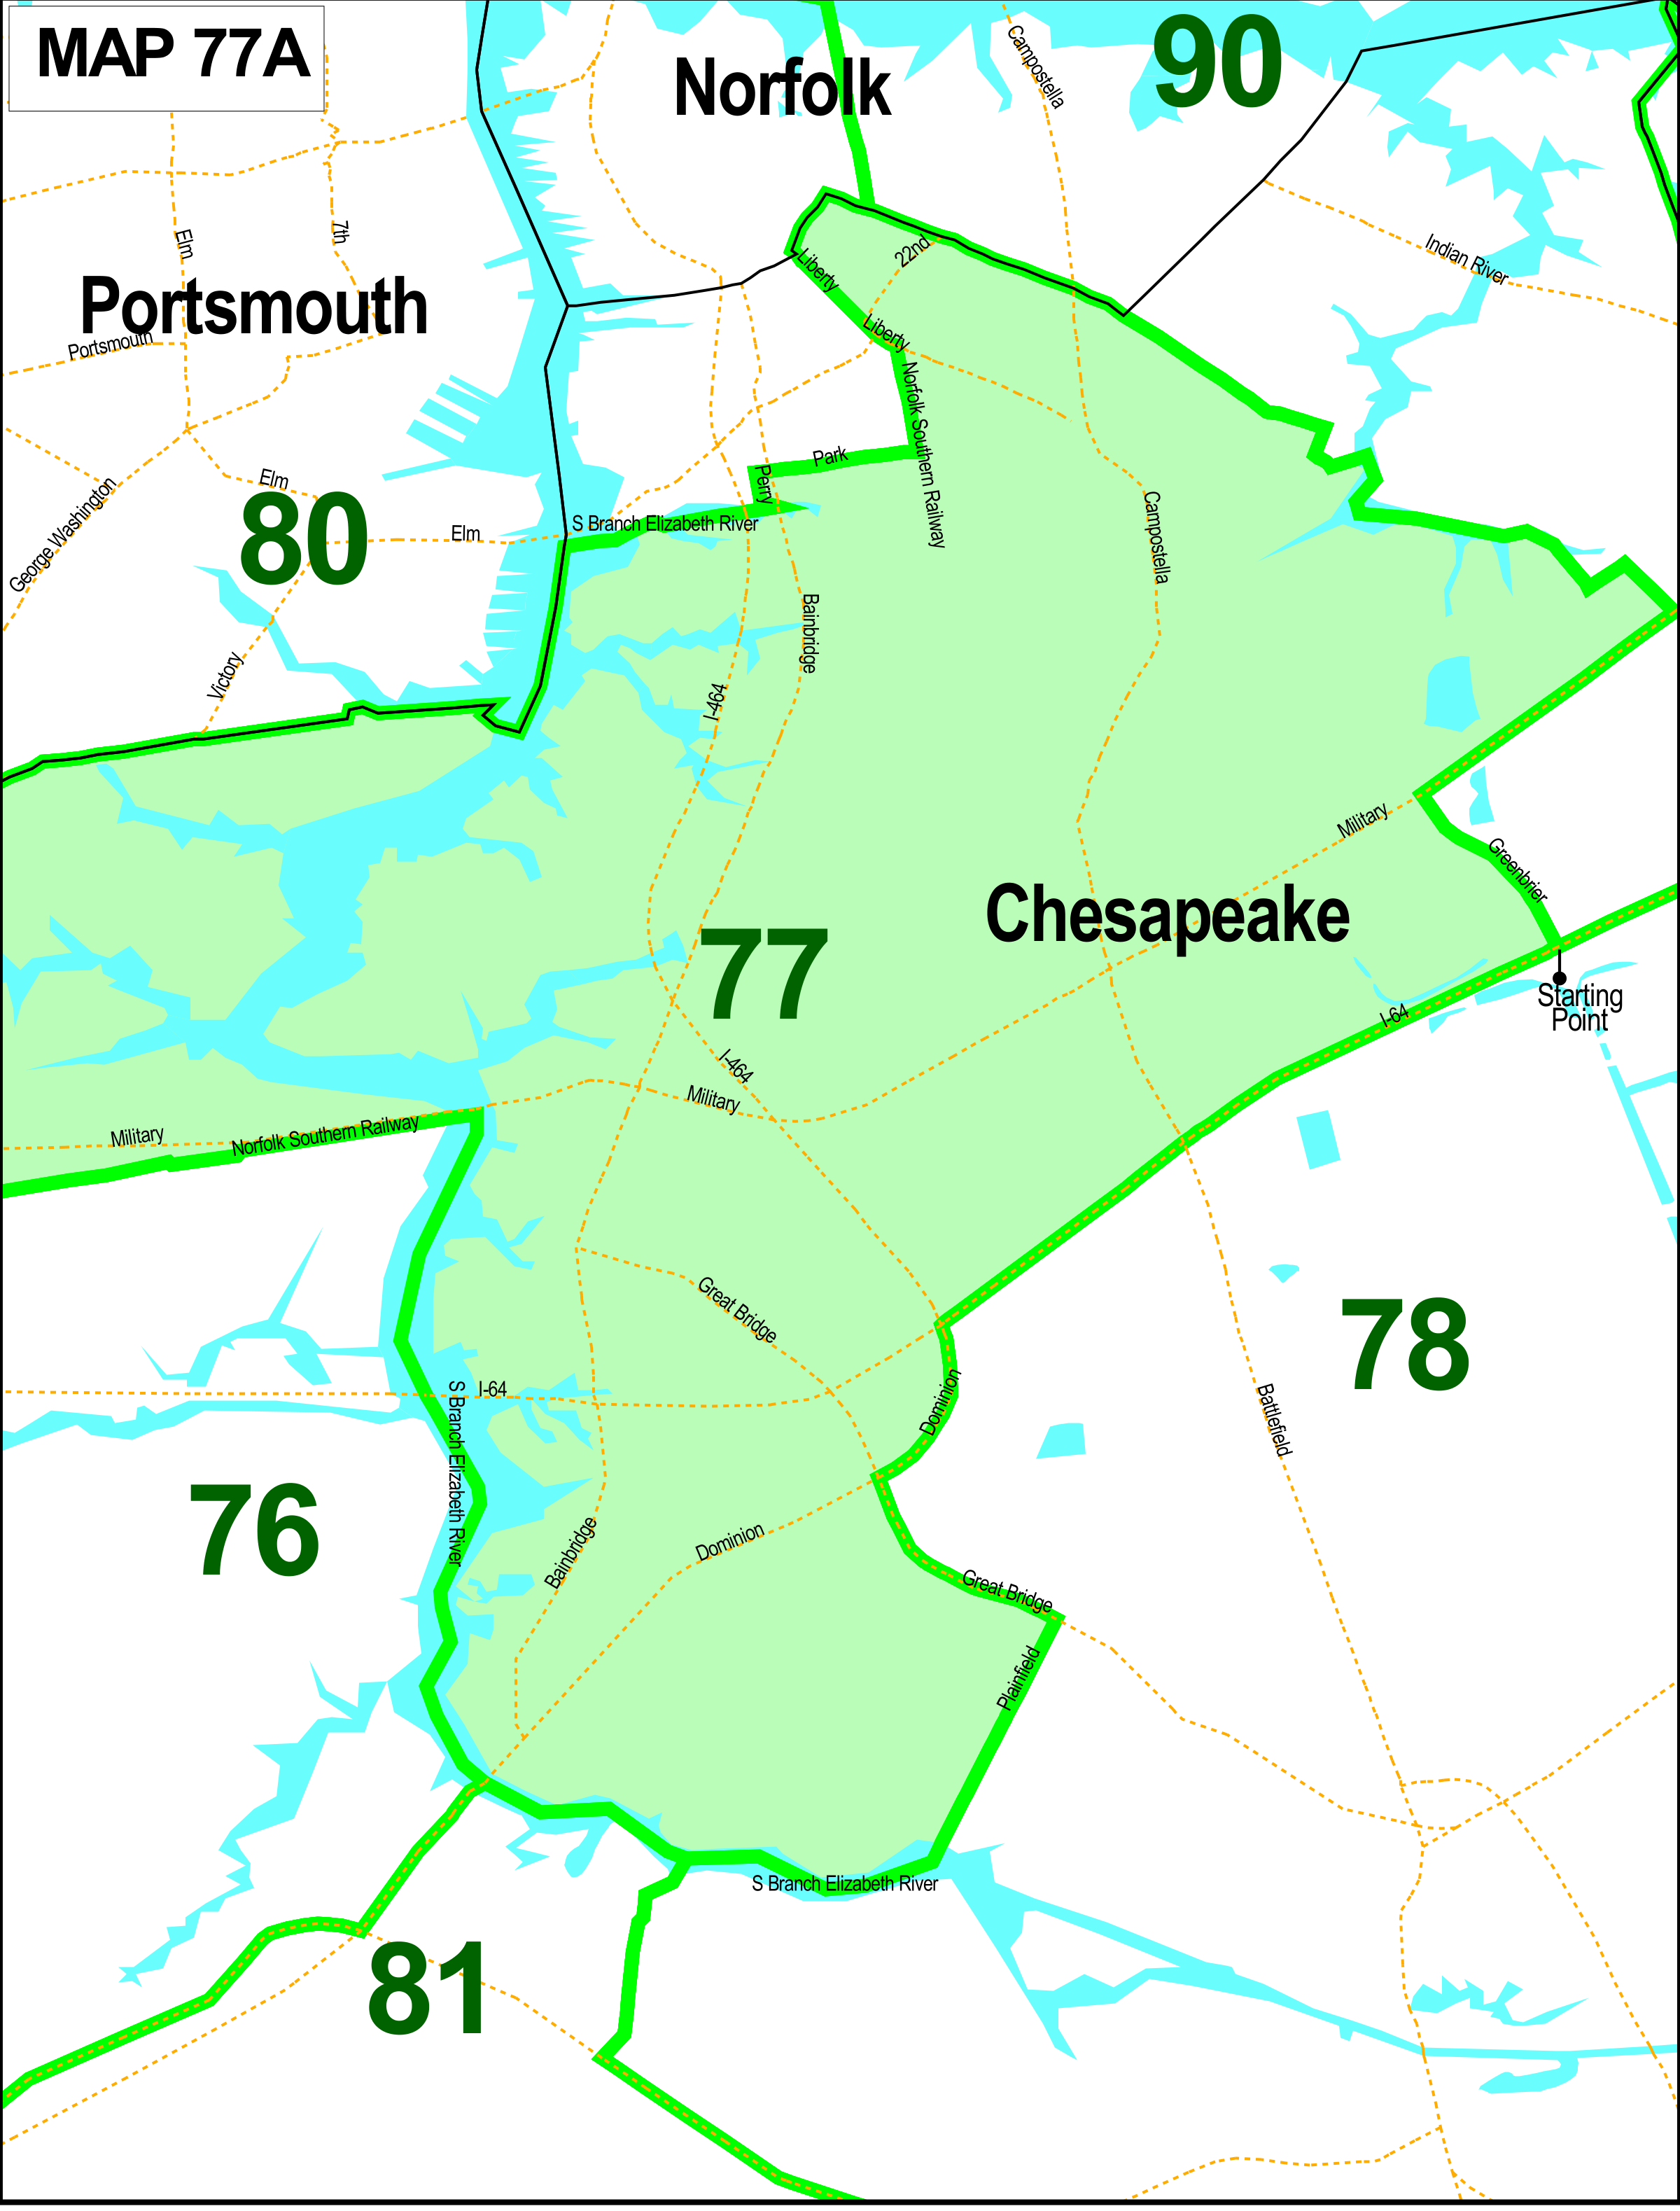 MAP 77A
Norfolk
90
Campostella
Elm
7th
Indian River
22nd
Liberty
Portsmouth
Portsmouth
Liberty
Norfolk Southern Railway
Park
Perry
Elm
80
Elm
S Branch Elizabeth River
George Washington
Campostella
Bainbridge
Victory
I-464
Military
Greenbrier
Chesapeake
77
Starting
Point
I-64
I-464
Military
Military
Norfolk Southern Railway
Great Bridge
78
I-64
Dominion
Battlefield
S Branch Elizabeth River
76
Bainbridge
Dominion
Great Bridge
Plainfield
S Branch Elizabeth River
81